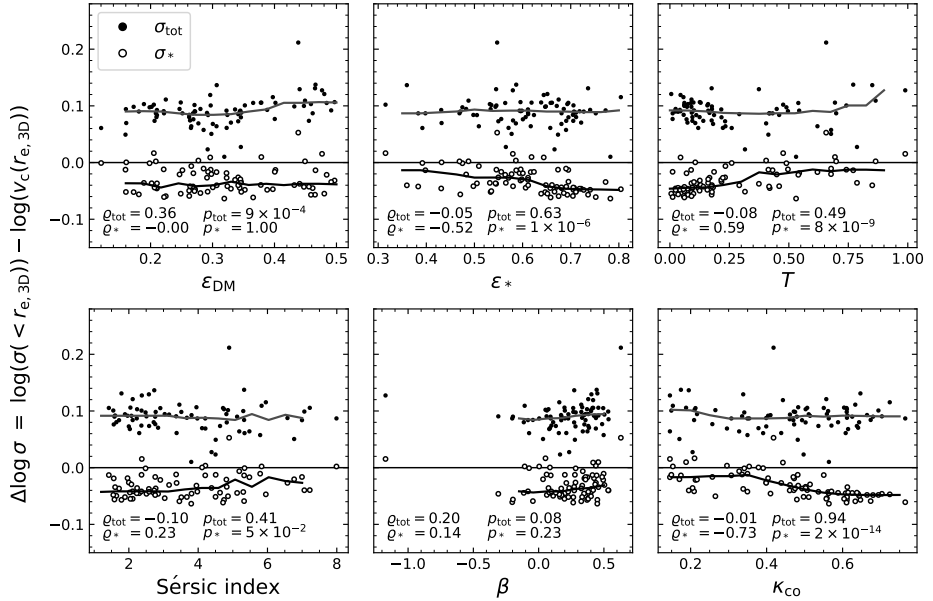 Δlog σ = log(σ(< r_e,3D)) − log(v_c(r_e,3D))
σ_tot
σ_*
0.2
0.1
0.0
−0.1
ϱ_tot = 0.36 p_tot = 9 × 10^−4
ϱ_* = −0.00 p_* = 1.00
0.2 0.3 0.4 0.5
ε_DM
ϱ_tot = −0.05 p_tot = 0.63
ϱ_* = −0.52 p_* = 1 × 10^−6
0.3 0.4 0.5 0.6 0.7 0.8
ε_*
ϱ_tot = −0.08 p_tot = 0.49
ϱ_* = 0.59 p_* = 8 × 10^−9
0.00 0.25 0.50 0.75 1.00
T
0.2
0.1
0.0
−0.1
ϱ_tot = −0.10 p_tot = 0.41
ϱ_* = 0.23 p_* = 5 × 10^−2
2 3 4 5 6 7 8
Sérsic index
ϱ_tot = 0.20 p_tot = 0.08
ϱ_* = 0.14 p_* = 0.23
−1.0 −0.5 0.0 0.5
β
ϱ_tot = −0.01 p_tot = 0.94
ϱ_* = −0.73 p_* = 2 × 10^−14
0.2 0.4 0.6
κ_co